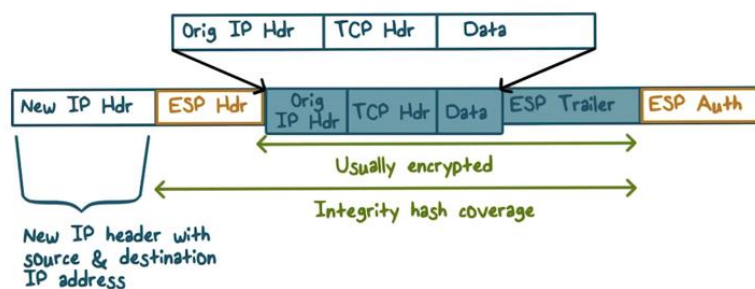 Orig IP Hdr TCP Hdr Data
New IP Hdr ESP Hdr Orig IP Hdr TCP Hdr Data ESP Trailer ESP Auth
Usually encrypted
Integrity hash coverage
New IP header with
source & destination
IP address